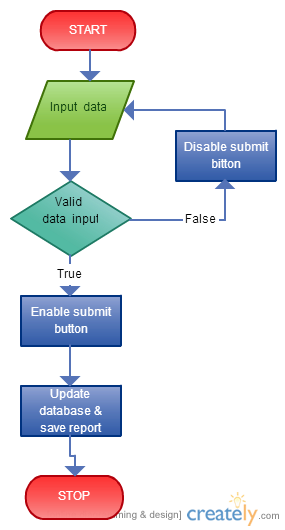 START
Input data
Disable submit
bitton
Valid
data input
False
True
Enable submit
button
Update
database &
save report
STOP
ming & design]
creately.com